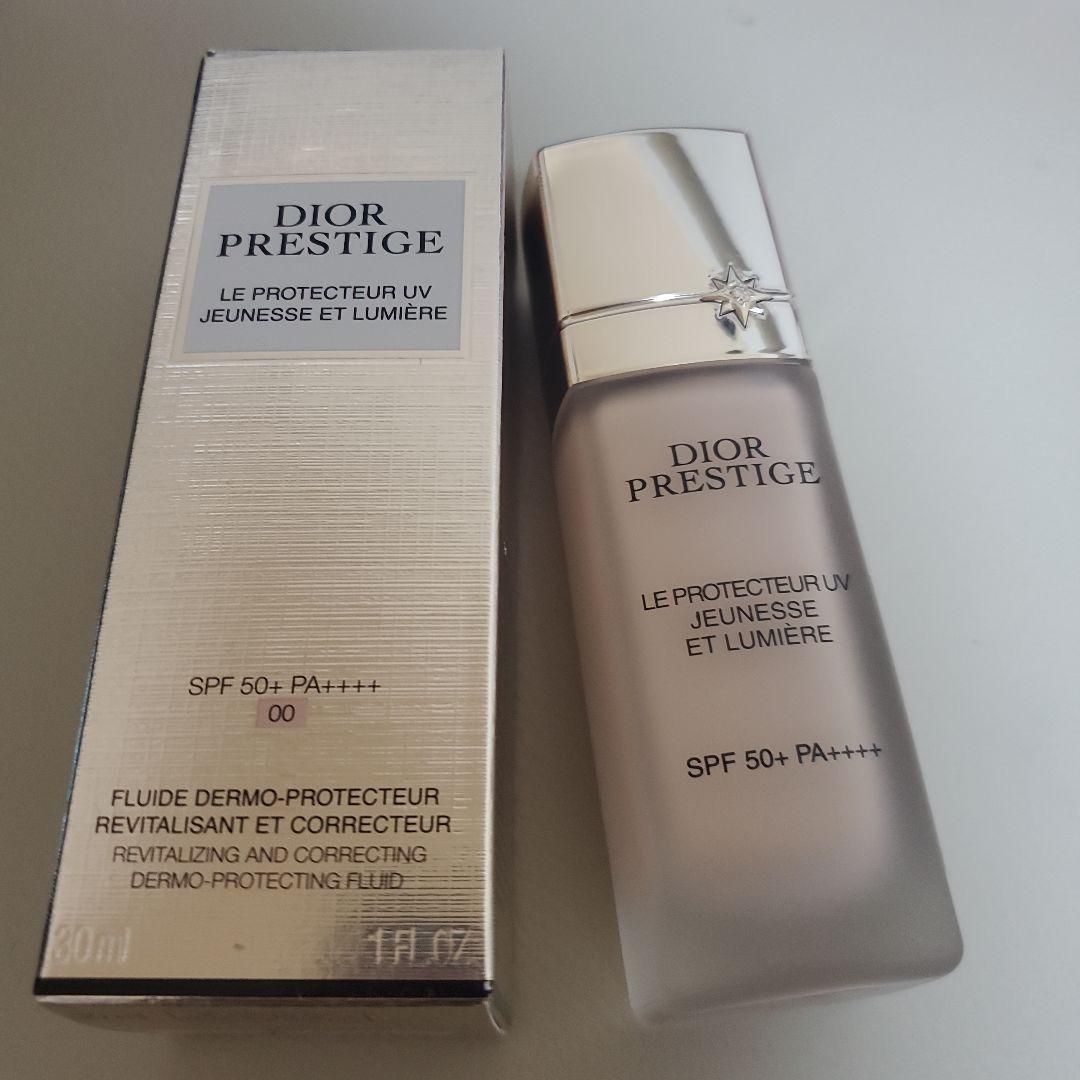 DIOR
PRESTIGE
LE PROTECTEUR UV
JEUNESSE ET LUMIÈRE
SPF 50+ PA++++
00
FLUIDE DERMO-PROTECTEUR
REVITALISANT ET CORRECTEUR
REVITALIZING AND CORRECTING
DERMO-PROTECTING FLUID
30ml 1 Fl. OZ.
DIOR
PRESTIGE
LE PROTECTEUR UV
JEUNESSE
ET LUMIÈRE
SPF 50+ PA++++